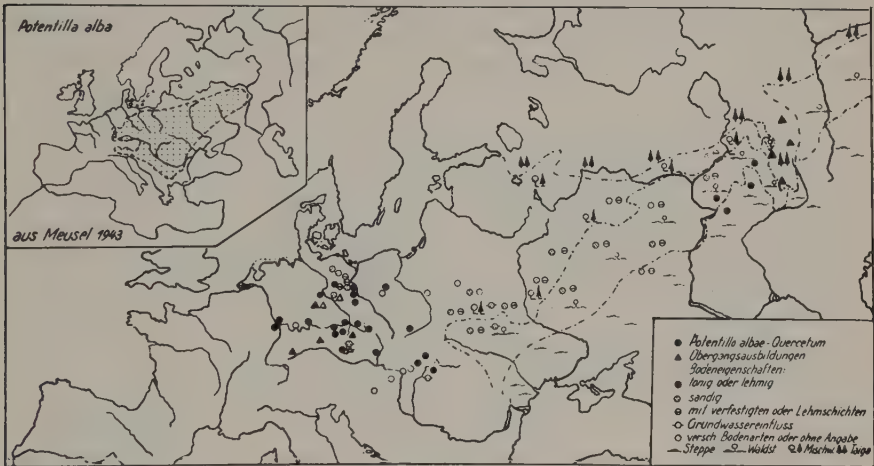 Potentilla alba
aus Meusel 1943
Potentillo albae-Quercetum
Übergangsausbildungen
Bodeneigenschaften:
tonig oder lehmig
sandig
mit verfestigten oder Lehmschichten
Grundwassereinfluss
versch Bodenarten oder ohne Angabe
Steppe Waldst Mischw Taiga